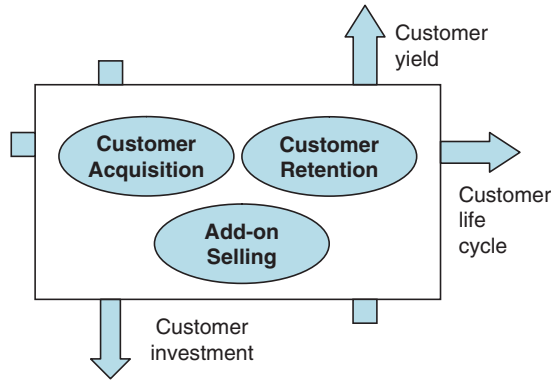 Customer
yield
Customer
Acquisition
Customer
Retention
Customer
life
cycle
Add-on
Selling
Customer
investment